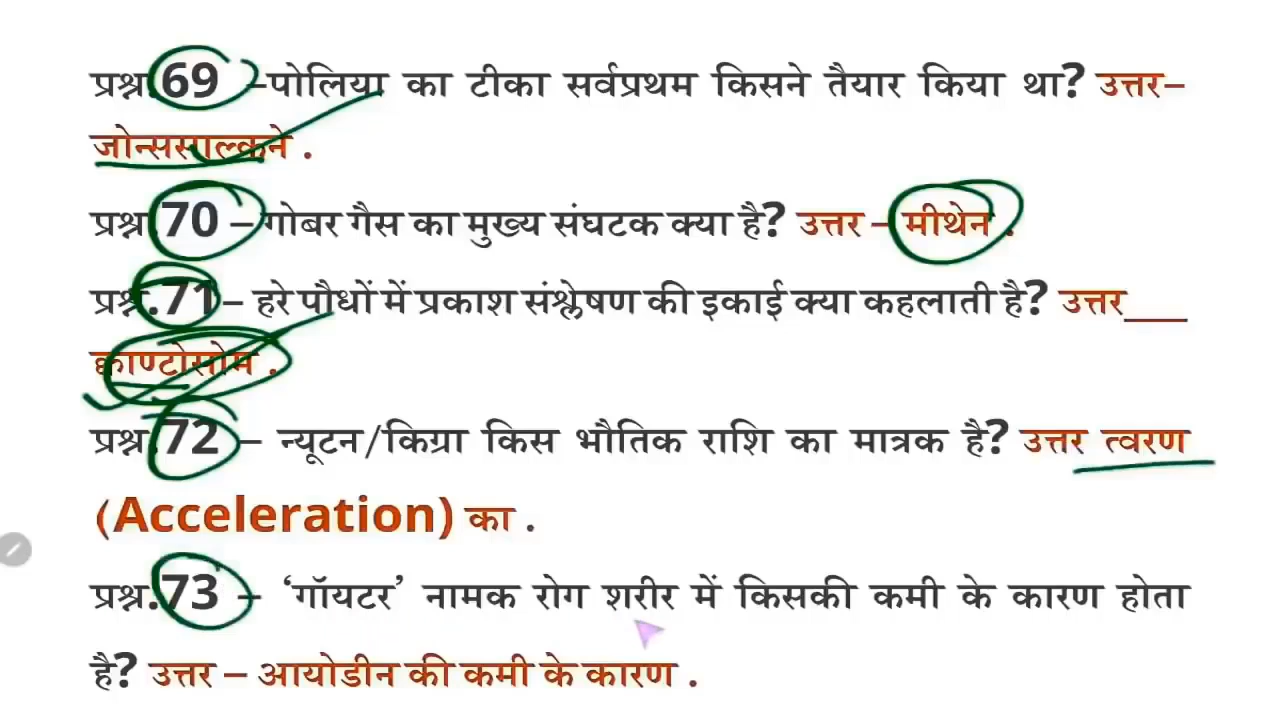 प्रश्न.69 –पोलिया का टीका सर्वप्रथम किसने तैयार किया था? उत्तर–
जोन्ससाल्कने .
प्रश्न.70 – गोबर गैस का मुख्य संघटक क्या है? उत्तर – मीथेन .
प्रश्न.71 – हरे पौधों में प्रकाश संश्लेषण की इकाई क्या कहलाती है? उत्तर___
क्वाण्टोसोम .
प्रश्न.72 – न्यूटन/किग्रा किस भौतिक राशि का मात्रक है? उत्तर त्वरण
(Acceleration) का .
प्रश्न.73 – ‘गॉयटर’ नामक रोग शरीर में किसकी कमी के कारण होता
है? उत्तर – आयोडीन की कमी के कारण .